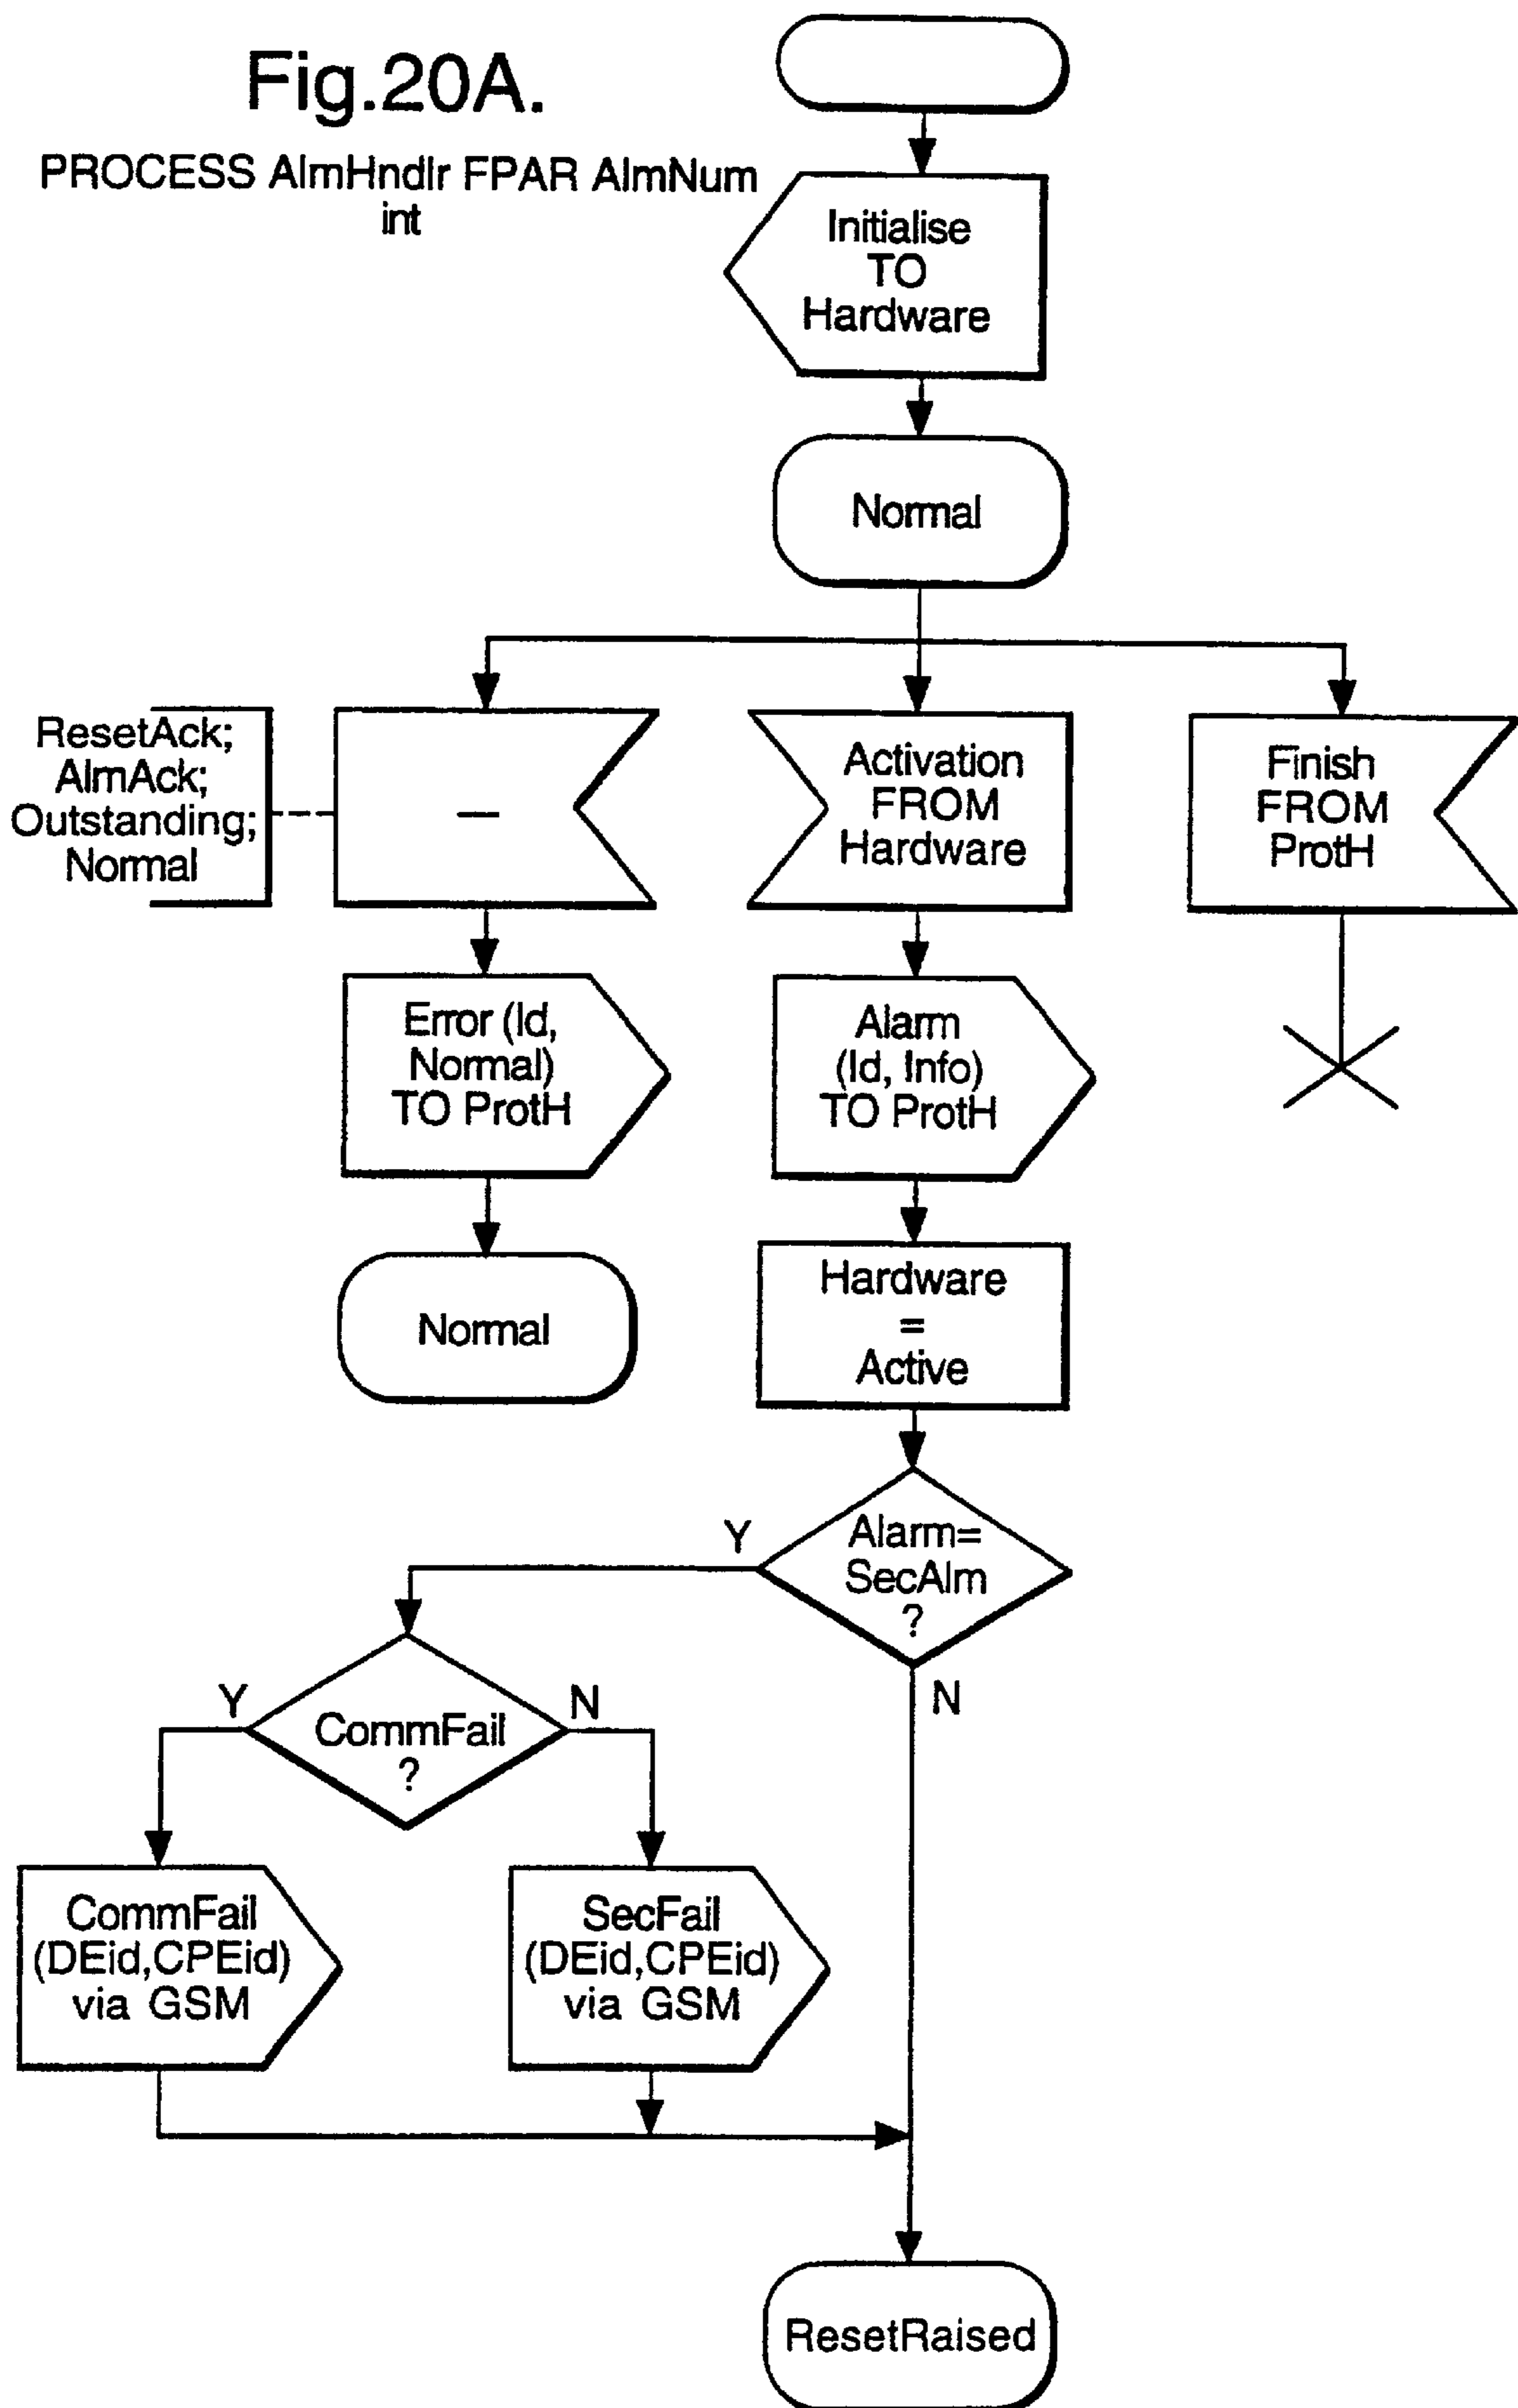 Fig.20A.
PROCESS AlmHndlr FPAR AlmNum
int
Initialise
TO
Hardware
Normal
ResetAck;
AlmAck;
Outstanding;
Normal
—
Activation
FROM
Hardware
Finish
FROM
ProtH
Error (Id,
Normal)
TO ProtH
Alarm
(Id, Info)
TO ProtH
Normal
Hardware
=
Active
Alarm=
SecAlm
?
Y
N
CommFail
?
Y
N
CommFail
(DEid,CPEid)
via GSM
SecFail
(DEid,CPEid)
via GSM
ResetRaised